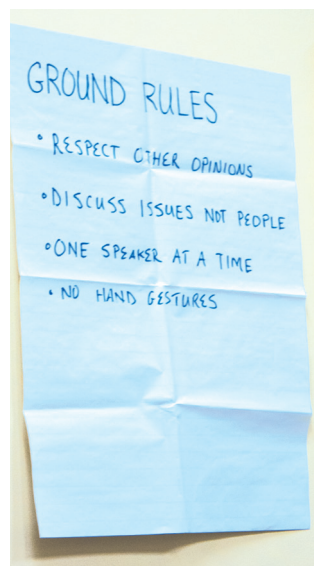 GROUND RULES
• RESPECT OTHER OPINIONS
• DISCUSS ISSUES NOT PEOPLE
• ONE SPEAKER AT A TIME
• NO HAND GESTURES